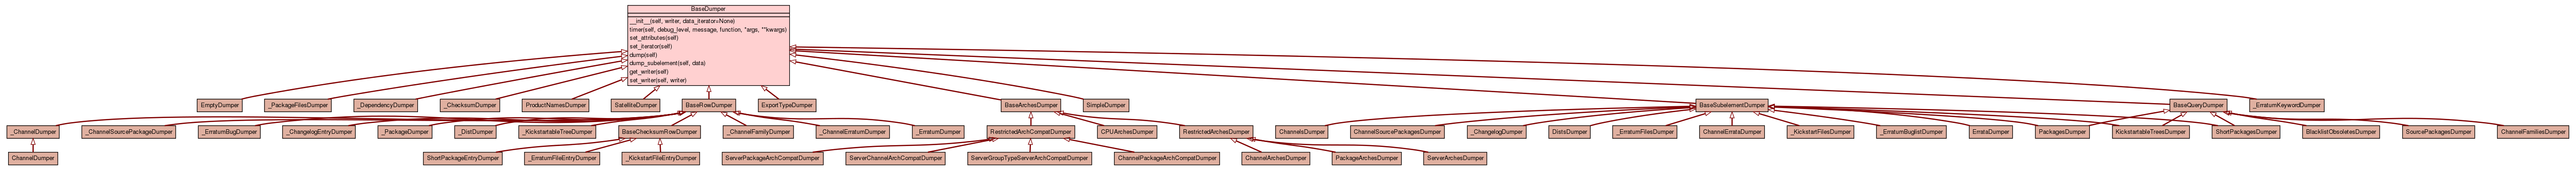 BaseDumper
__init__(self, writer, data_iterator=None)
timer(self, debug_level, message, function, *args, **kwargs)
set_attributes(self)
set_iterator(self)
dump(self)
dump_subelement(self, data)
get_writer(self)
set_writer(self, writer)
EmptyDumper
_PackageFilesDumper
_DependencyDumper
_ChecksumDumper
ProductNamesDumper
SatelliteDumper
BaseRowDumper
ExportTypeDumper
BaseArchesDumper
SimpleDumper
BaseSubelementDumper
BaseQueryDumper
_ErratumKeywordDumper
_ChannelDumper
_ChannelSourcePackageDumper
_ErratumBugDumper
_ChangelogEntryDumper
_PackageDumper
_DistDumper
_KickstartableTreeDumper
BaseChecksumRowDumper
_ChannelFamilyDumper
_ChannelErratumDumper
_ErratumDumper
RestrictedArchCompatDumper
CPUArchesDumper
RestrictedArchesDumper
ChannelsDumper
ChannelSourcePackagesDumper
_ChangelogDumper
DistsDumper
_ErratumFilesDumper
ChannelErrataDumper
_KickstartFilesDumper
_ErratumBuglistDumper
ErrataDumper
PackagesDumper
KickstartableTreesDumper
ShortPackagesDumper
BlacklistObsoletesDumper
SourcePackagesDumper
ChannelFamiliesDumper
ChannelDumper
ShortPackageEntryDumper
_ErratumFileEntryDumper
_KickstartFileEntryDumper
ServerPackageArchCompatDumper
ServerChannelArchCompatDumper
ServerGroupTypeServerArchCompatDumper
ChannelPackageArchCompatDumper
ChannelArchesDumper
PackageArchesDumper
ServerArchesDumper